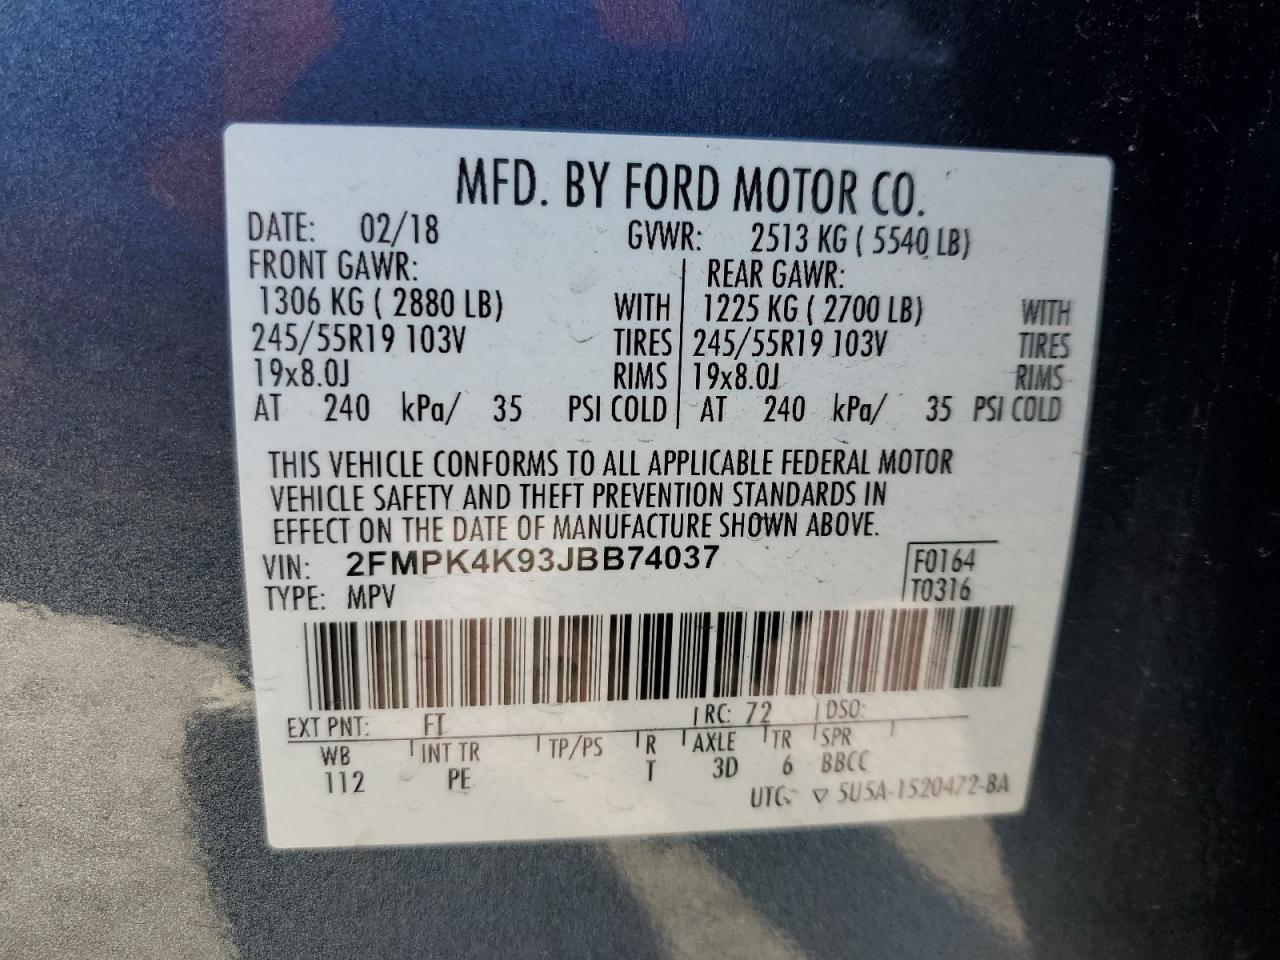 MFD. BY FORD MOTOR CO.
DATE: 02/18 GVWR: 2513 KG ( 5540 LB)
FRONT GAWR: REAR GAWR:
1306 KG ( 2880 LB) WITH 1225 KG ( 2700 LB) WITH
245/55R19 103V TIRES 245/55R19 103V TIRES
19x8.0J RIMS 19x8.0J RIMS
AT 240 kPa/ 35 PSI COLD AT 240 kPa/ 35 PSI COLD
THIS VEHICLE CONFORMS TO ALL APPLICABLE FEDERAL MOTOR
VEHICLE SAFETY AND THEFT PREVENTION STANDARDS IN
EFFECT ON THE DATE OF MANUFACTURE SHOWN ABOVE.
VIN: 2FMPK4K93JBB74037 F0164
TYPE: MPV T0316
EXT PNT: FT RC: 72 DSO:
WB INT TR TP/PS R AXLE TR SPR
112 PE T 3D 6 BBCC
UTC ▽ 5U5A-1520472-BA